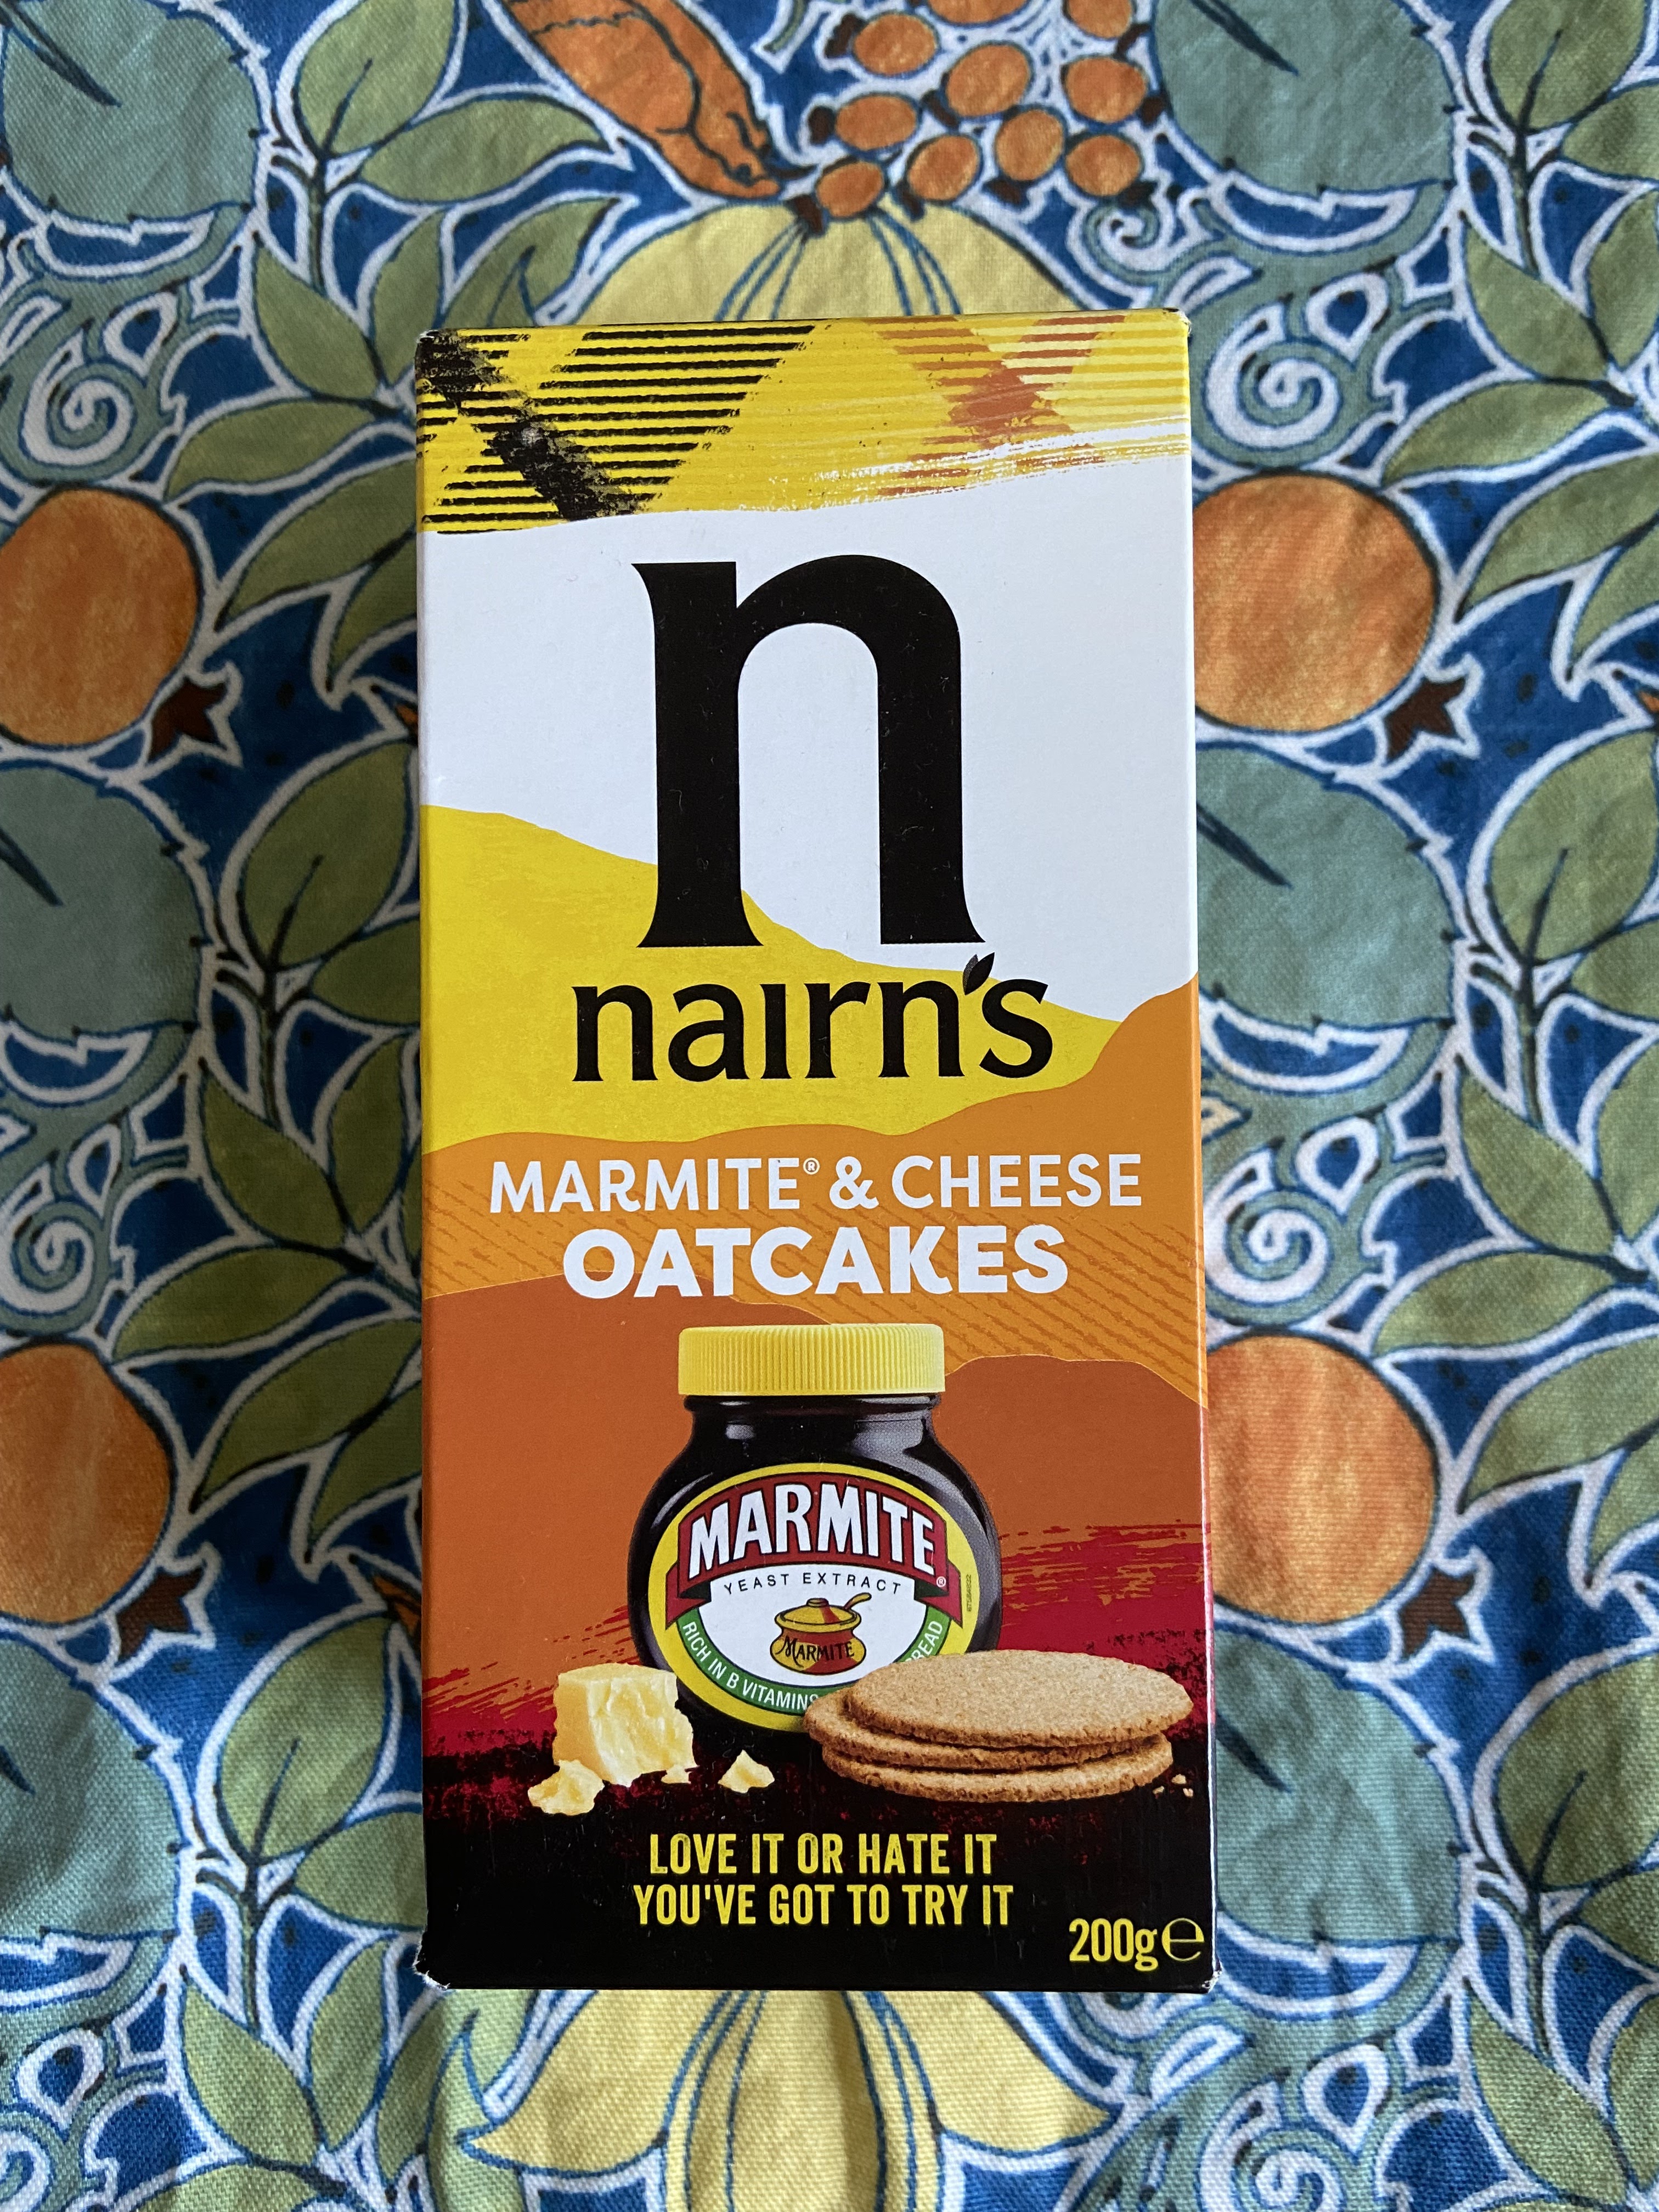 n
nairn's
MARMITE® & CHEESE
OATCAKES
MARMITE®
YEAST EXTRACT
MARMITE
RICH IN B VITAMINS
LOVE IT OR HATE IT
YOU'VE GOT TO TRY IT
200g℮